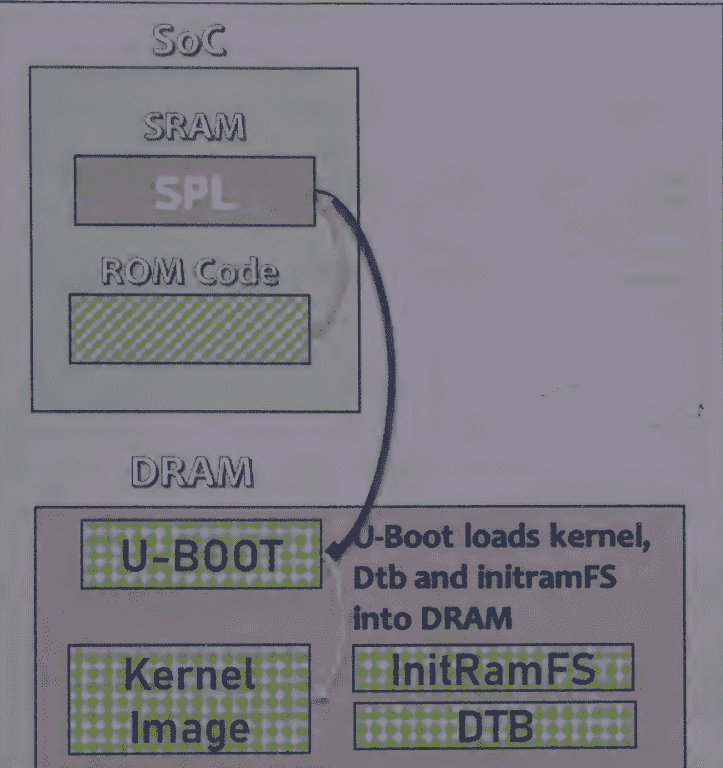 SoC
SRAM
SPL
ROM Code
DRAM
U-BOOT
U-Boot loads kernel,
Dtb and initramFS
into DRAM
Kernel
Image
InitRamFS
DTB